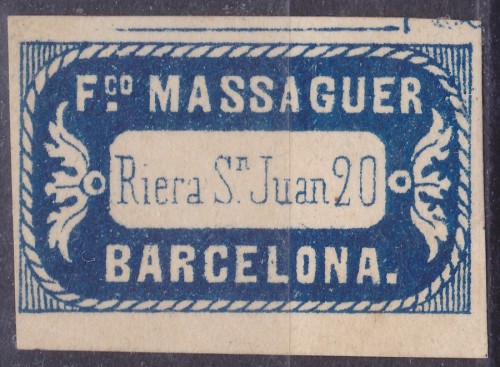 Fco MASSAGUER
Riera Sn. Juan 20
BARCELONA.